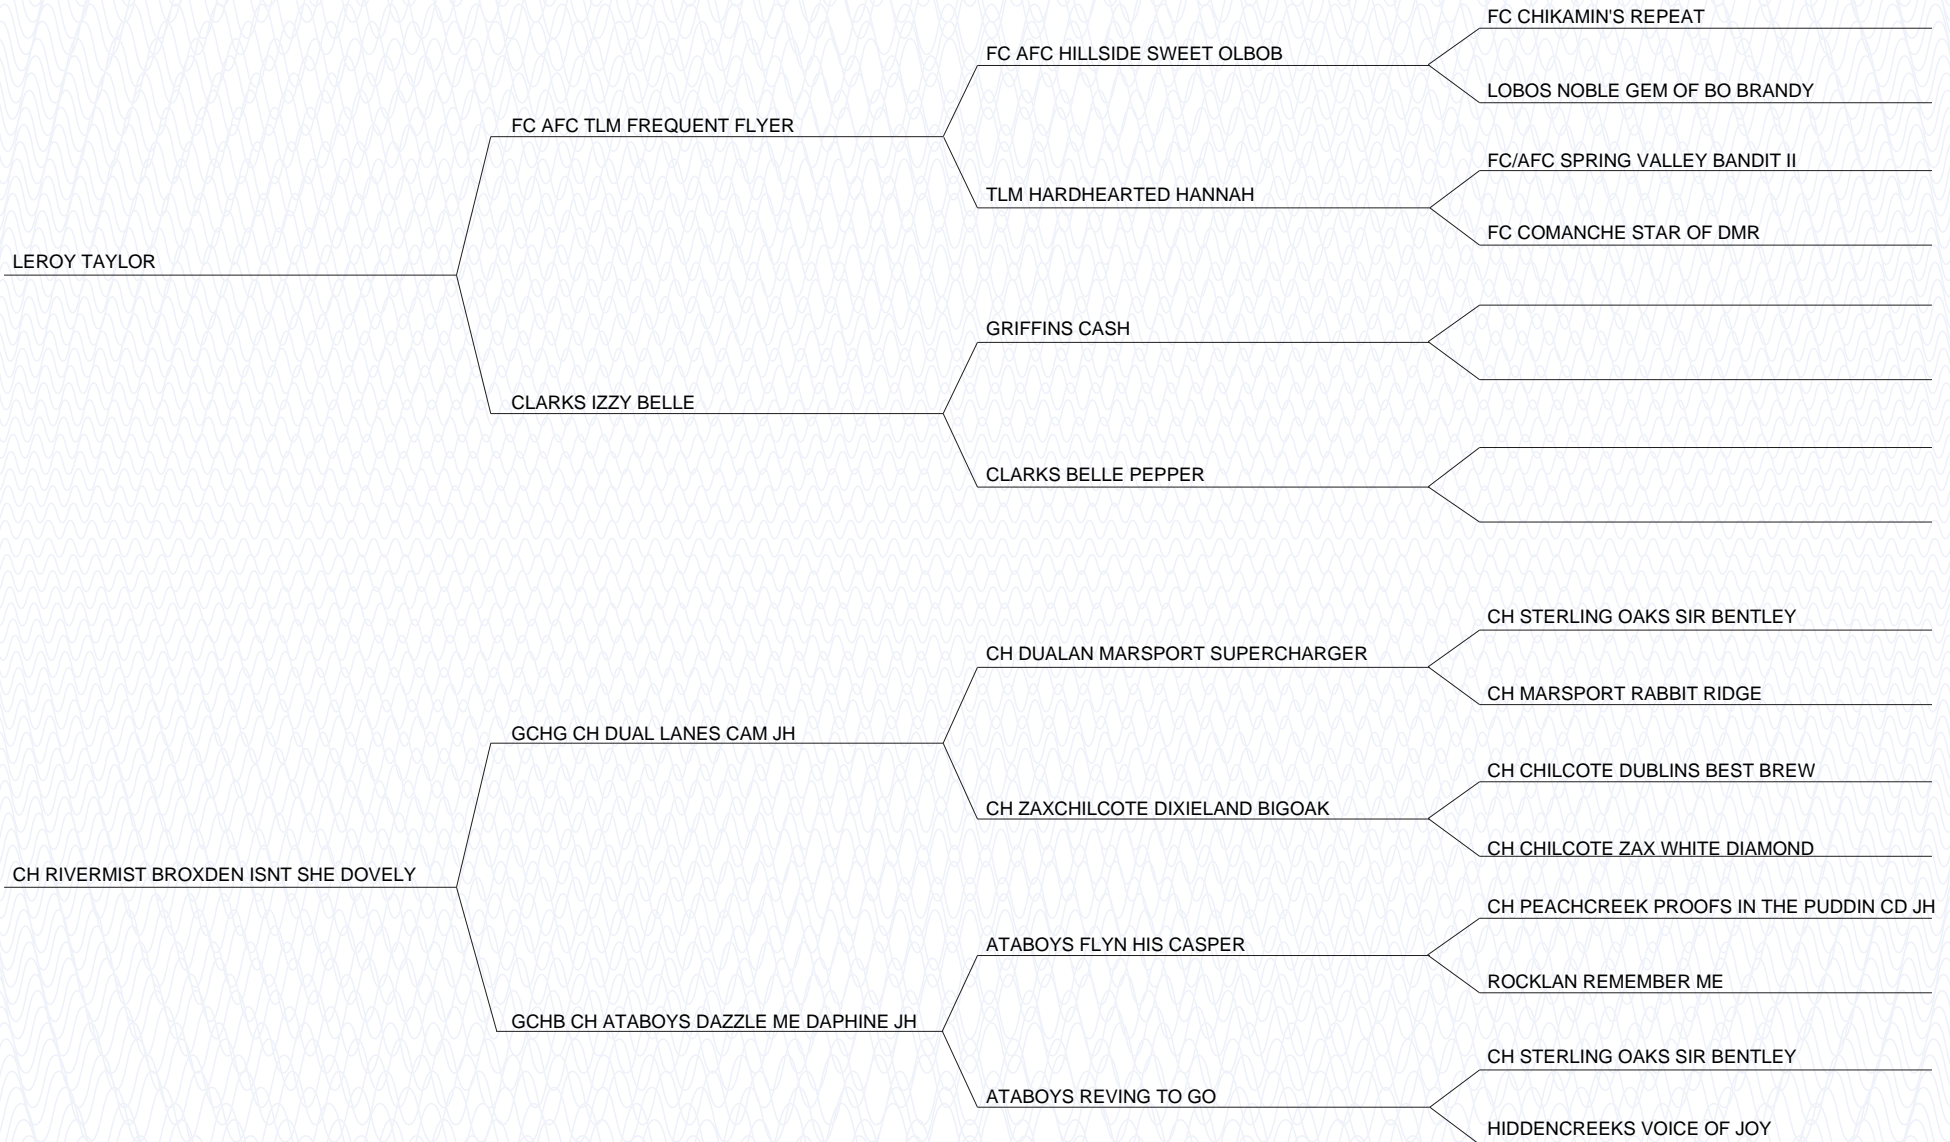 FC CHIKAMIN'S REPEAT
FC AFC HILLSIDE SWEET OLBOB
LOBOS NOBLE GEM OF BO BRANDY
FC AFC TLM FREQUENT FLYER
FC/AFC SPRING VALLEY BANDIT II
TLM HARDHEARTED HANNAH
FC COMANCHE STAR OF DMR
LEROY TAYLOR
GRIFFINS CASH
CLARKS IZZY BELLE
CLARKS BELLE PEPPER
CH STERLING OAKS SIR BENTLEY
CH DUALAN MARSPORT SUPERCHARGER
CH MARSPORT RABBIT RIDGE
GCHG CH DUAL LANES CAM JH
CH CHILCOTE DUBLINS BEST BREW
CH ZAXCHILCOTE DIXIELAND BIGOAK
CH CHILCOTE ZAX WHITE DIAMOND
CH RIVERMIST BROXDEN ISNT SHE DOVELY
CH PEACHCREEK PROOFS IN THE PUDDIN CD JH
ATABOYS FLYN HIS CASPER
ROCKLAN REMEMBER ME
GCHB CH ATABOYS DAZZLE ME DAPHINE JH
CH STERLING OAKS SIR BENTLEY
ATABOYS REVING TO GO
HIDDENCREEKS VOICE OF JOY